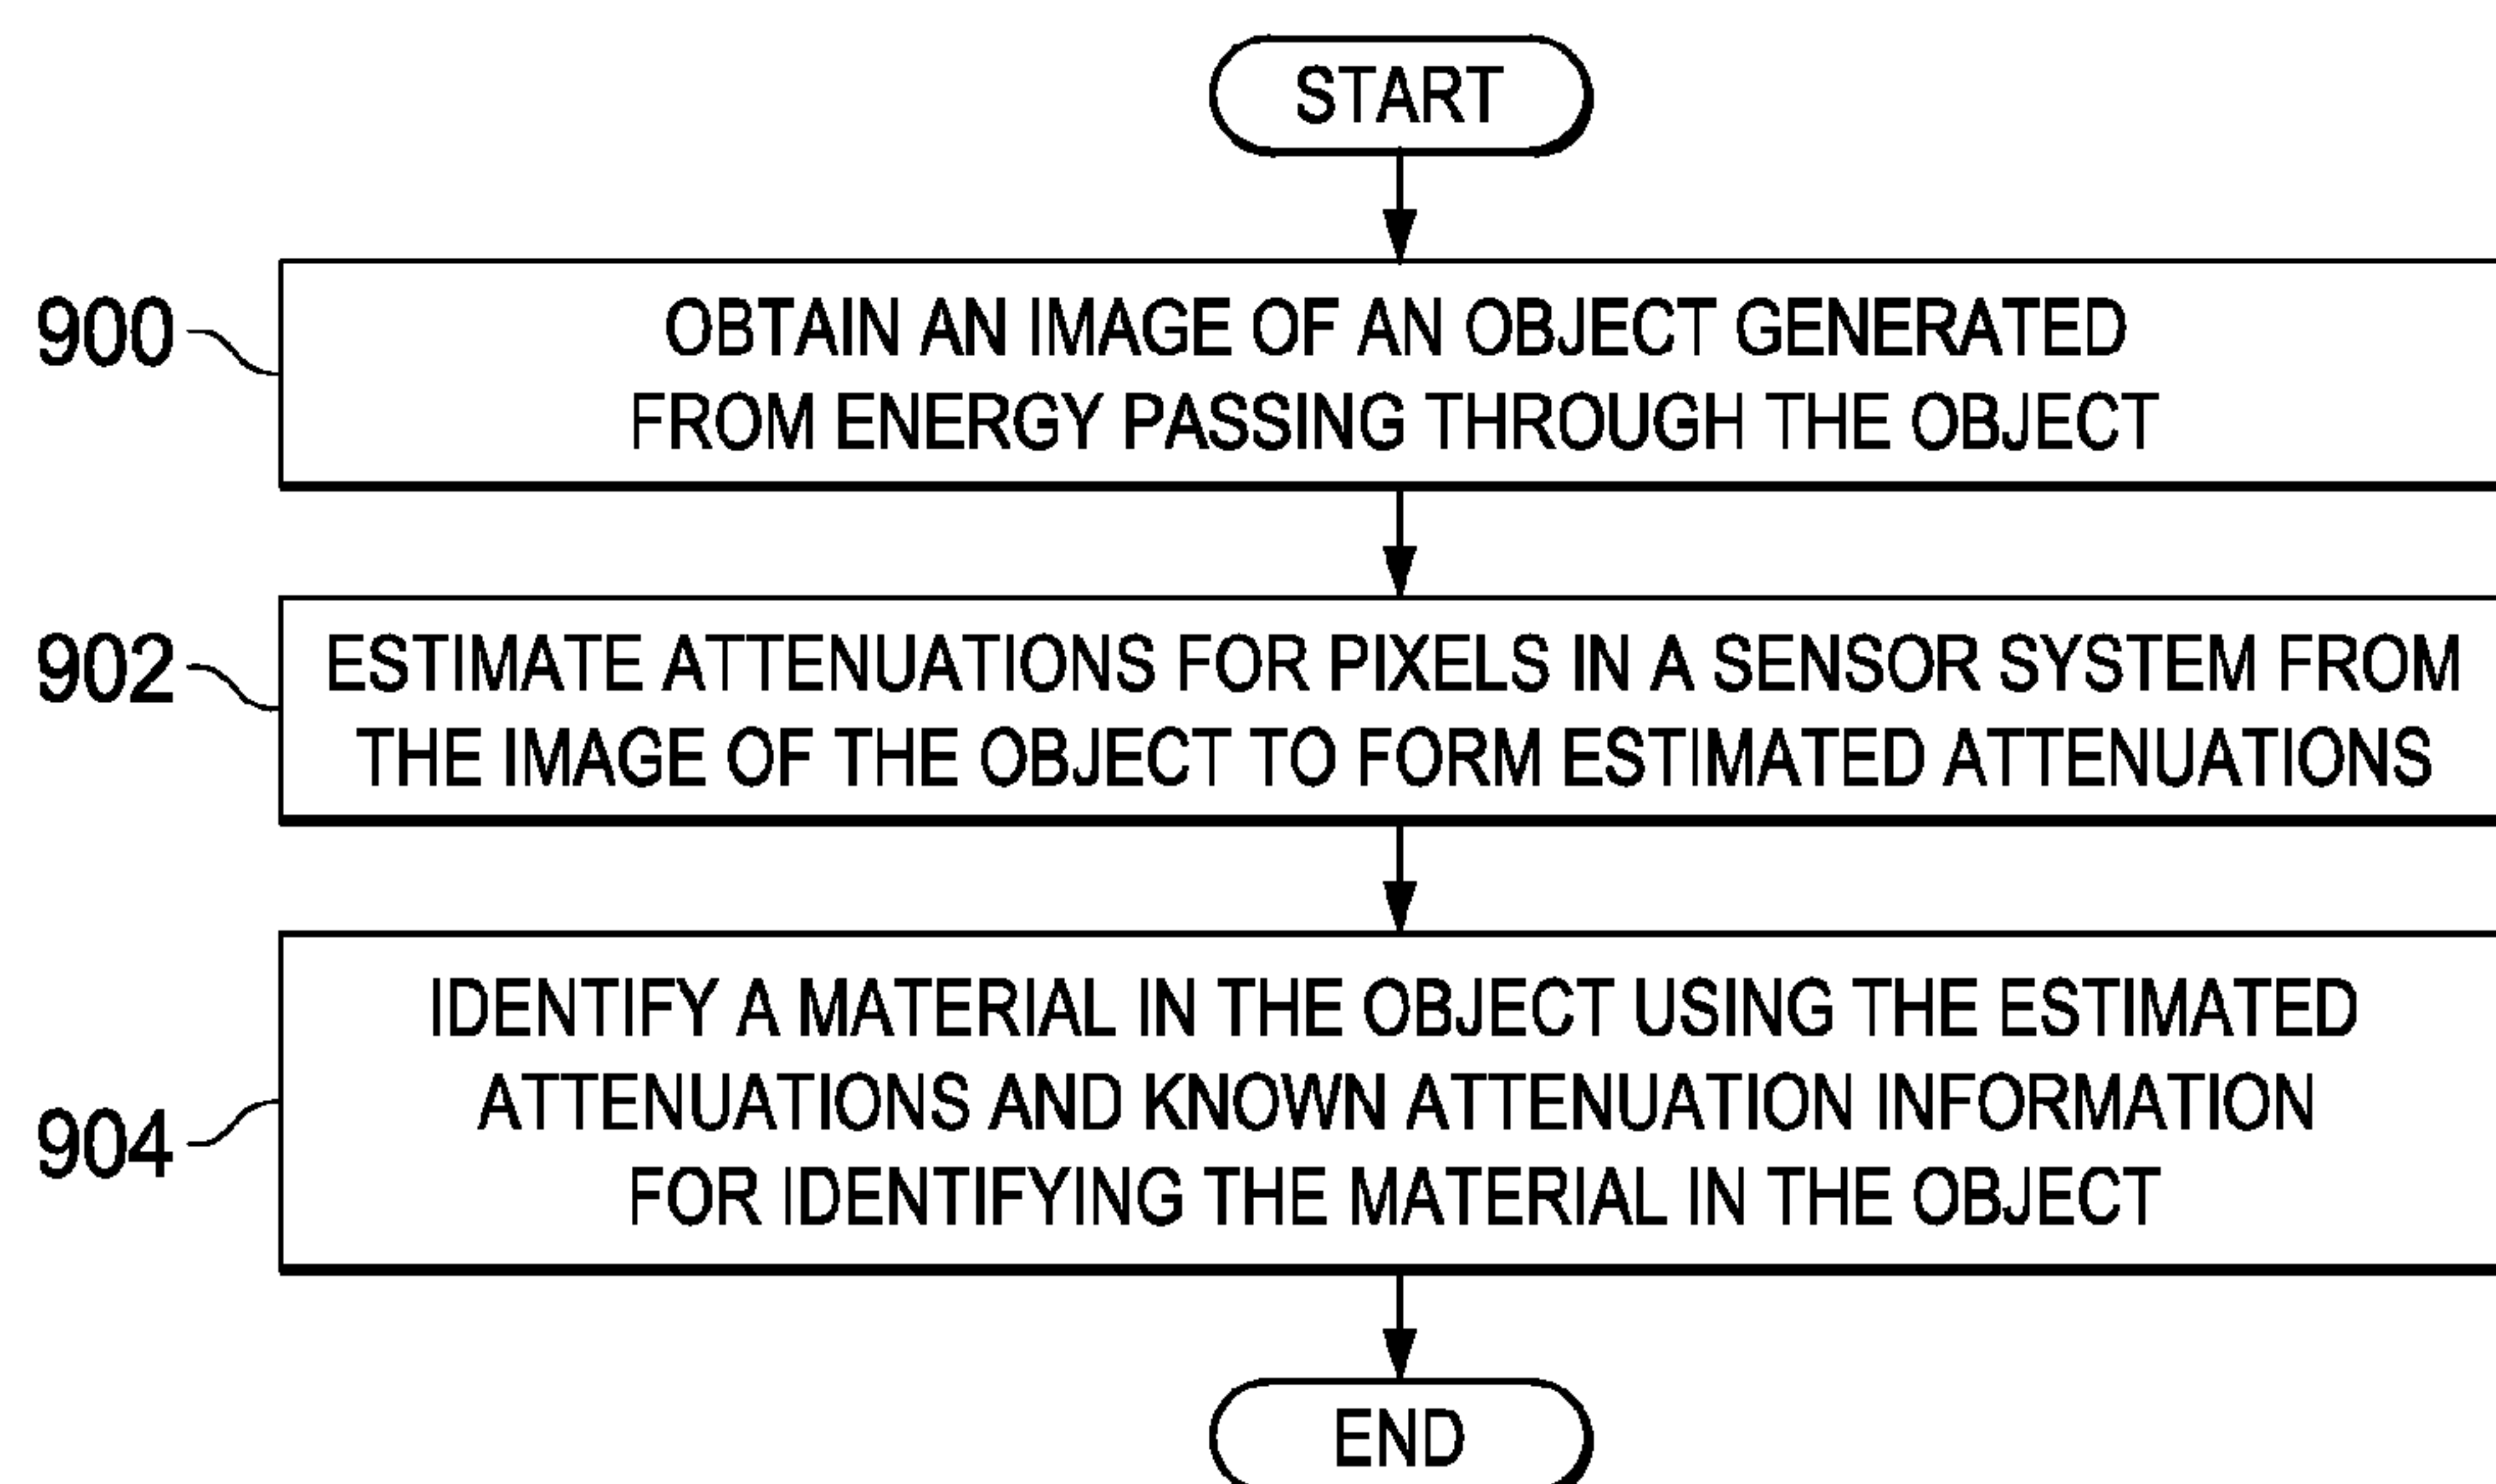 START
900
OBTAIN AN IMAGE OF AN OBJECT GENERATED
FROM ENERGY PASSING THROUGH THE OBJECT
902
ESTIMATE ATTENUATIONS FOR PIXELS IN A SENSOR SYSTEM FROM
THE IMAGE OF THE OBJECT TO FORM ESTIMATED ATTENUATIONS
904
IDENTIFY A MATERIAL IN THE OBJECT USING THE ESTIMATED
ATTENUATIONS AND KNOWN ATTENUATION INFORMATION
FOR IDENTIFYING THE MATERIAL IN THE OBJECT
END